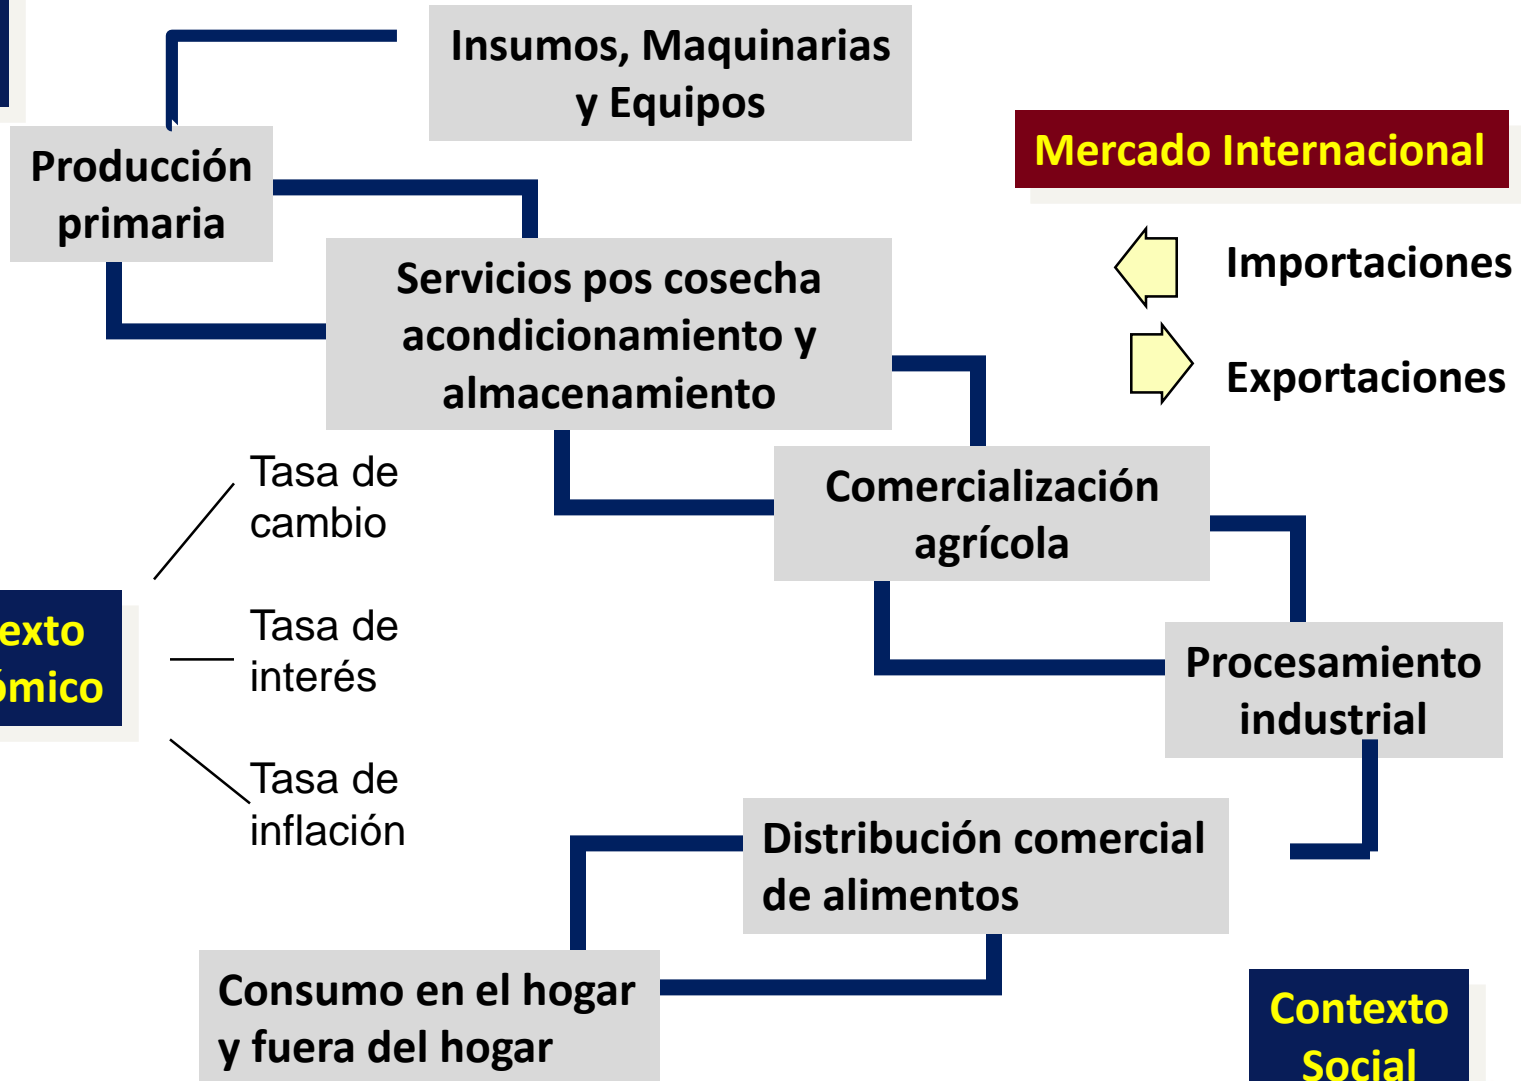 Insumos, Maquinarias
y Equipos
Mercado Internacional
Producción
primaria
Importaciones
Servicios pos cosecha
acondicionamiento y
almacenamiento
Exportaciones
Tasa de
cambio
Comercialización
agrícola
Tasa de
interés
exto
ómico
Procesamiento
industrial
Tasa de
inflación
Distribución comercial
de alimentos
Consumo en el hogar
y fuera del hogar
Contexto
Social